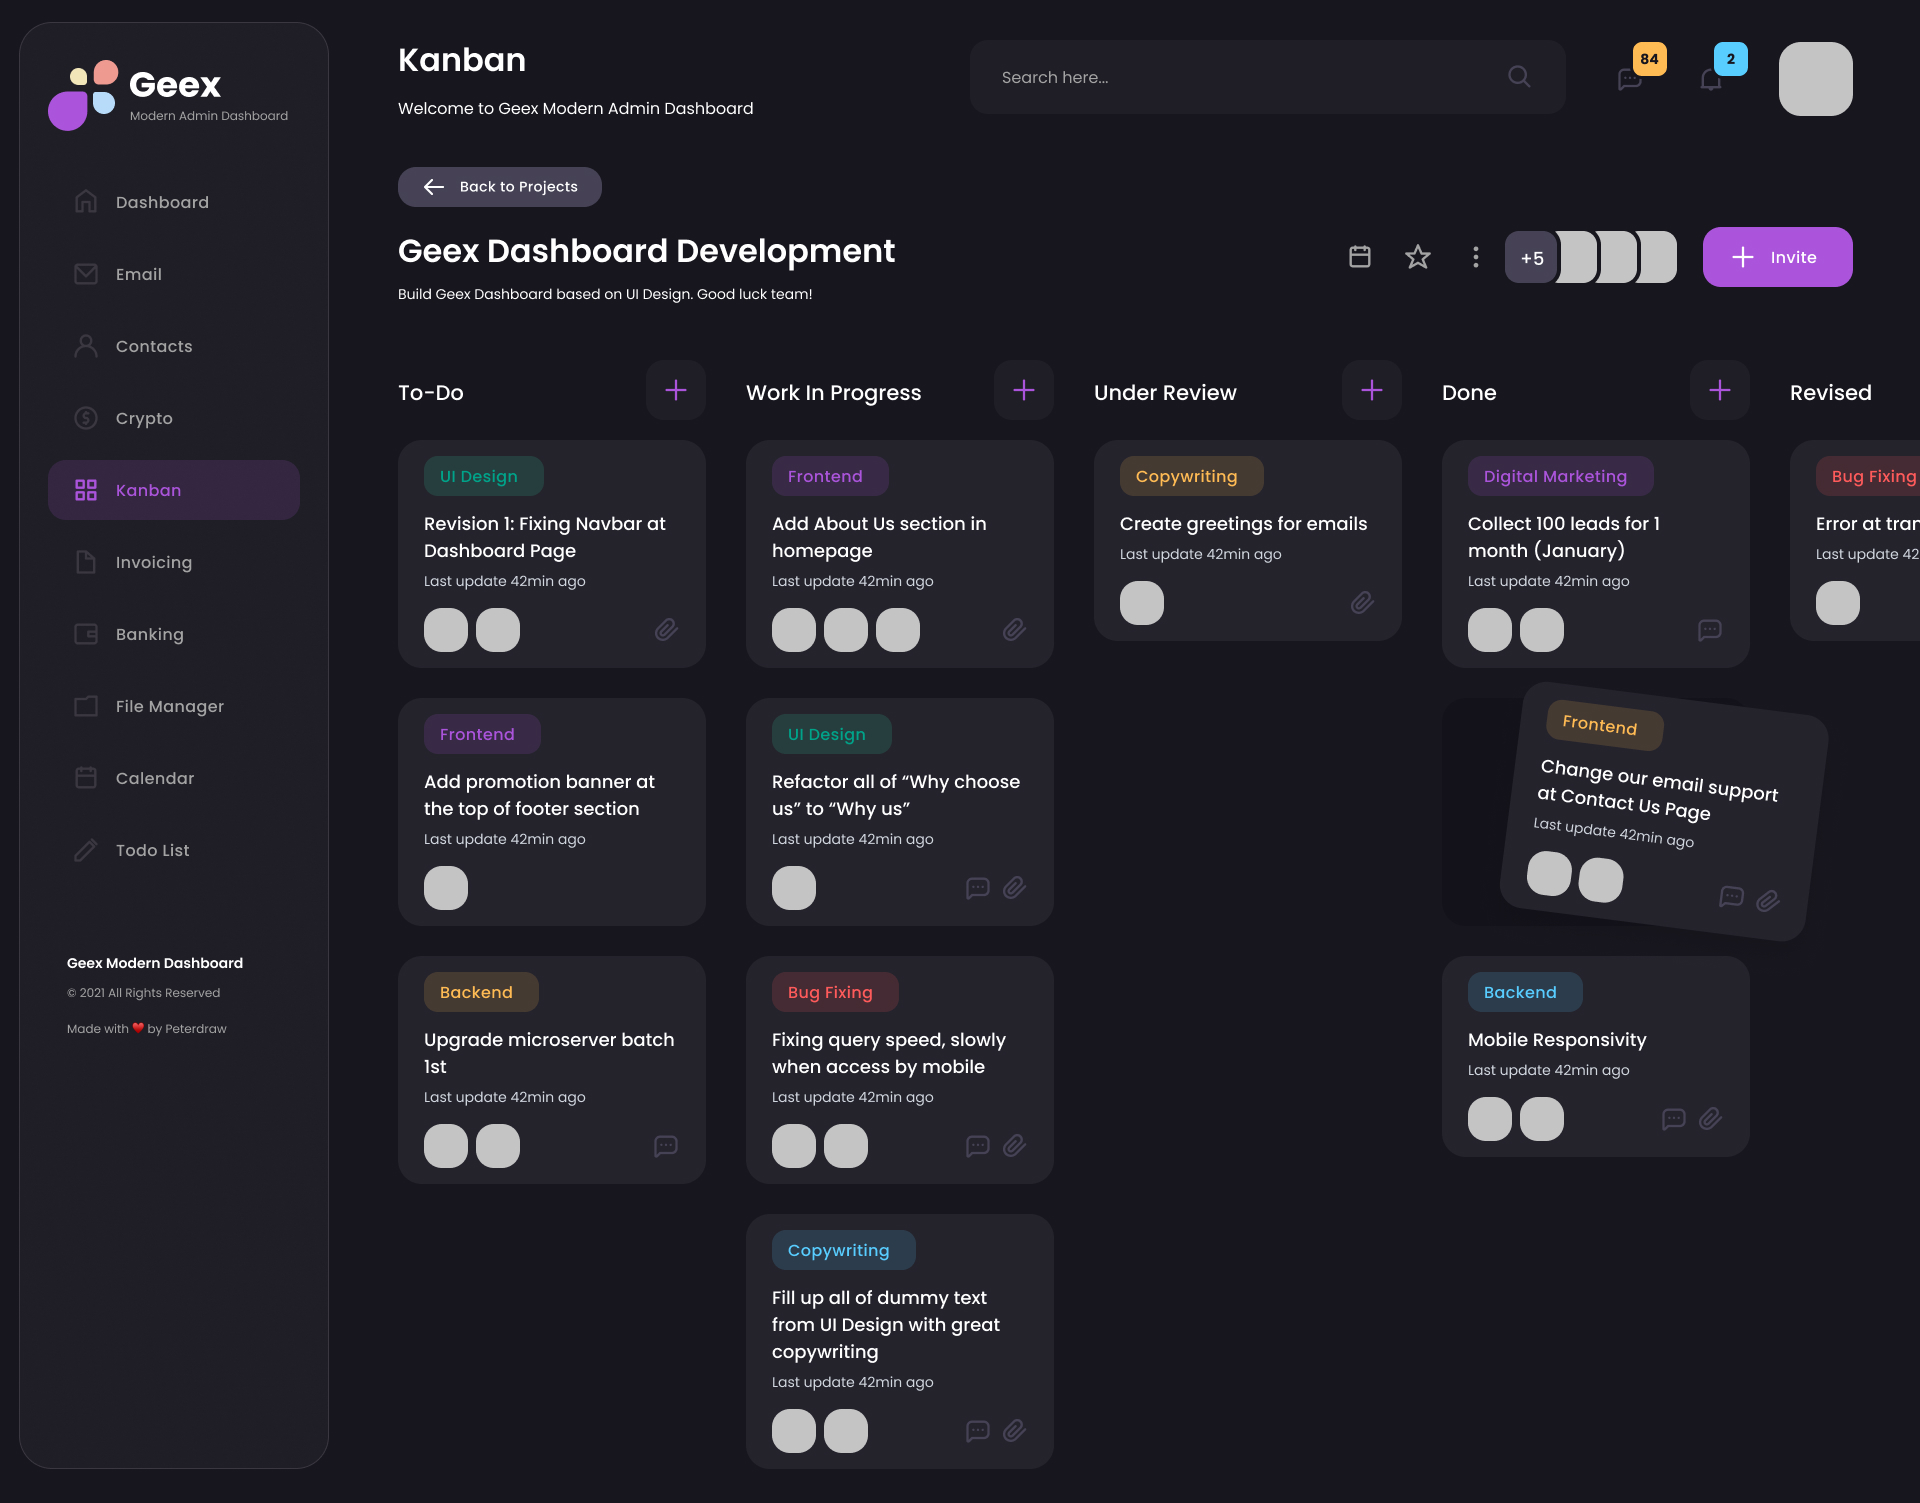 Geex
Modern Admin Dashboard
Dashboard
Email
Contacts
Crypto
Kanban
Invoicing
Banking
File Manager
Calendar
Todo List
Geex Modern Dashboard
© 2021 All Rights Reserved
Made with ❤️ by Peterdraw
Kanban
Welcome to Geex Modern Admin Dashboard
Search here...
84
2
Back to Projects
Geex Dashboard Development
Build Geex Dashboard based on UI Design. Good luck team!
+5
Invite
To-Do
UI Design
Revision 1: Fixing Navbar at
Dashboard Page
Last update 42min ago
Frontend
Add promotion banner at
the top of footer section
Last update 42min ago
Backend
Upgrade microserver batch
1st
Last update 42min ago
Work In Progress
Frontend
Add About Us section in
homepage
Last update 42min ago
UI Design
Refactor all of “Why choose
us” to “Why us”
Last update 42min ago
Bug Fixing
Fixing query speed, slowly
when access by mobile
Last update 42min ago
Copywriting
Fill up all of dummy text
from UI Design with great
copywriting
Last update 42min ago
Under Review
Copywriting
Create greetings for emails
Last update 42min ago
Done
Digital Marketing
Collect 100 leads for 1
month (January)
Last update 42min ago
Frontend
Change our email support
at Contact Us Page
Last update 42min ago
Backend
Mobile Responsivity
Last update 42min ago
Revised
Bug Fixing
Error at tran
Last update 42